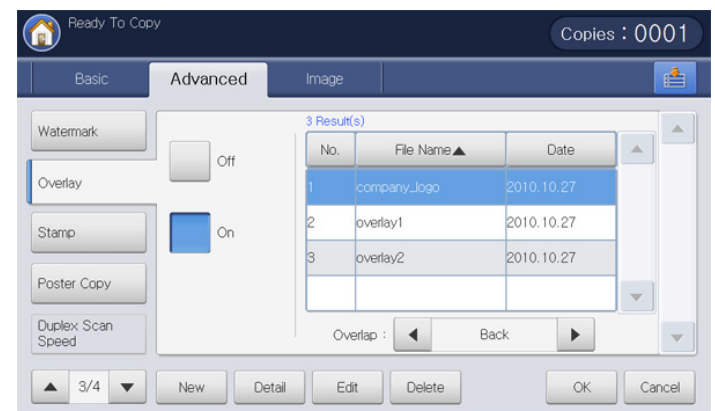 Ready To Copy
Copies : 0001
Basic
Advanced
Image
Watermark
Overlay
Stamp
Poster Copy
Duplex Scan
Speed
3/4
Off
On
3 Result(s)
No. File Name▲ Date
1 company_logo 2010.10.27
2 overlay1 2010.10.27
3 overlay2 2010.10.27
Overlap : Back
New
Detail
Edit
Delete
OK
Cancel